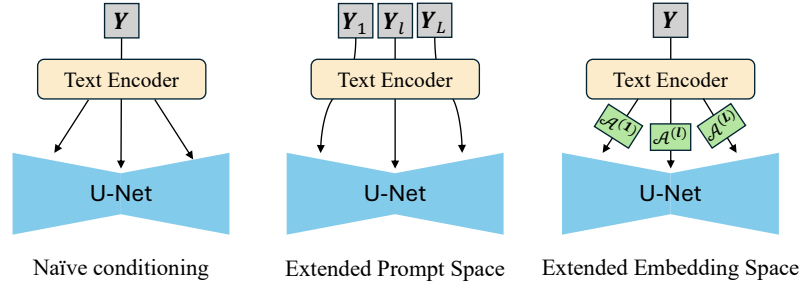 Y
Text Encoder
U-Net
Naïve conditioning
Y₁ Yₗ Y_L
Text Encoder
U-Net
Extended Prompt Space
Y
Text Encoder
𝒜⁽¹⁾ 𝒜⁽ˡ⁾ 𝒜⁽ᴸ⁾
U-Net
Extended Embedding Space